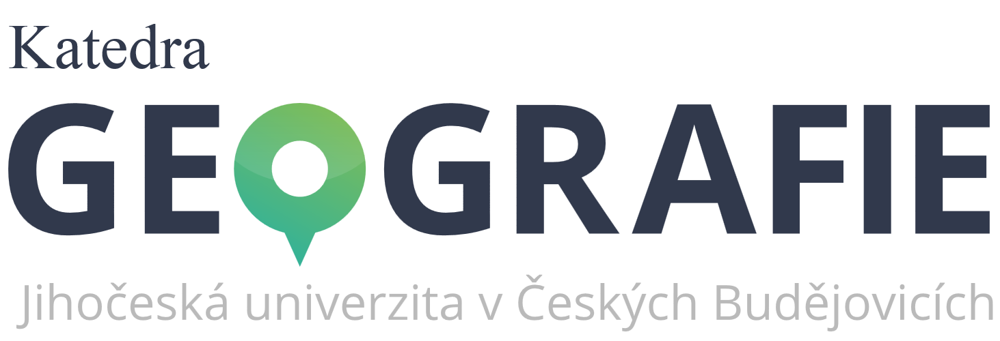 Katedra
GEOGRAFIE
Jihočeská univerzita v Českých Budějovicích